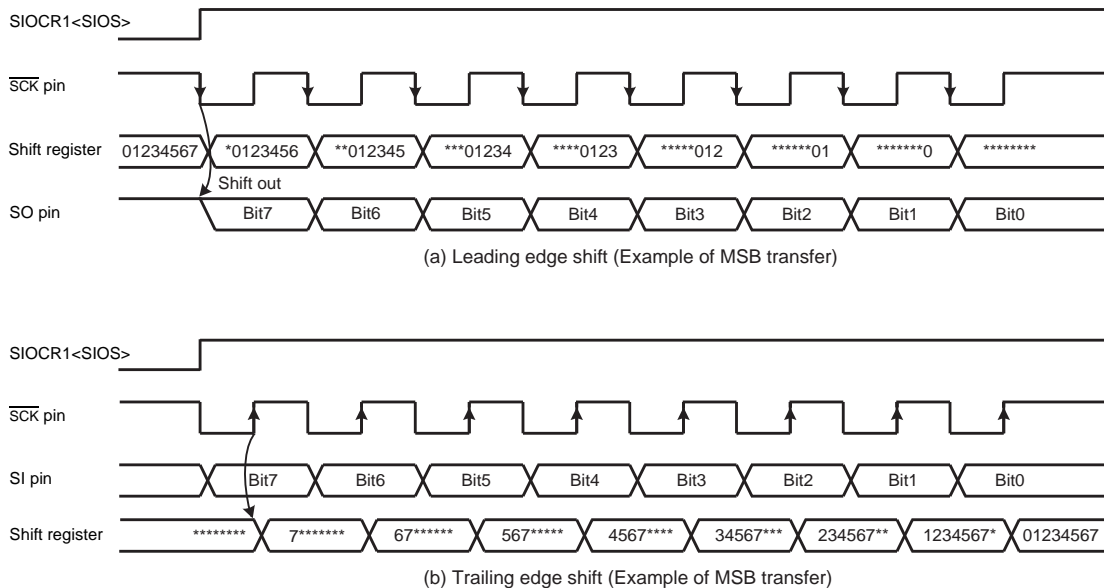 SIOCR1<SIOS>
SCK pin
Shift register 01234567 *0123456 **012345 ***01234 ****0123 *****012 ******01 *******0 ********
Shift out
SO pin Bit7 Bit6 Bit5 Bit4 Bit3 Bit2 Bit1 Bit0
(a) Leading edge shift (Example of MSB transfer)
SIOCR1<SIOS>
SCK pin
SI pin Bit7 Bit6 Bit5 Bit4 Bit3 Bit2 Bit1 Bit0
Shift register ******** 7******* 67****** 567***** 4567**** 34567*** 234567** 1234567* 01234567
(b) Trailing edge shift (Example of MSB transfer)